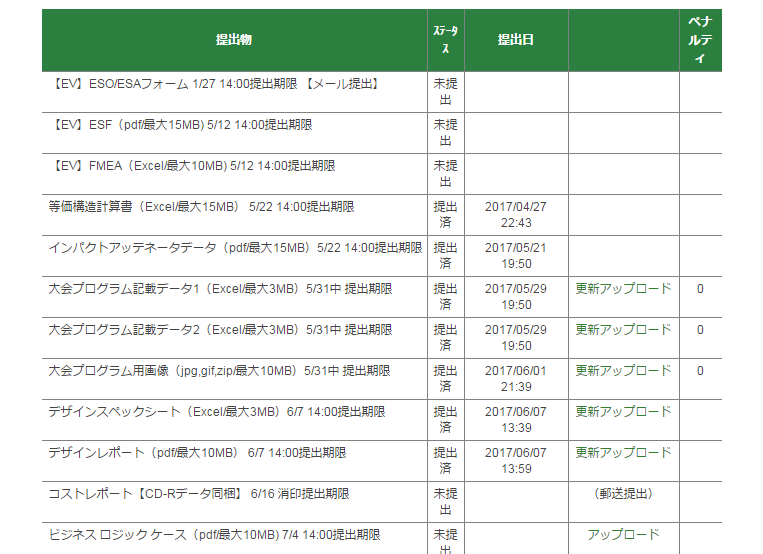 提出物 ｽﾃｰﾀｽ 提出日 ペナルティ
【EV】ESO/ESAフォーム 1/27 14:00提出期限 【メール提出】 未提出
【EV】ESF（pdf/最大15MB) 5/12 14:00提出期限 未提出
【EV】FMEA（Excel/最大10MB) 5/12 14:00提出期限 未提出
等価構造計算書（Excel/最大15MB） 5/22 14:00提出期限 提出済 2017/04/27 22:43
インパクトアッテネータデータ（pdf/最大15MB）5/22 14:00提出期限 提出済 2017/05/21 19:50
大会プログラム記載データ1（Excel/最大3MB）5/31中 提出期限 提出済 2017/05/29 19:50 更新アップロード 0
大会プログラム記載データ2（Excel/最大3MB）5/31中 提出期限 提出済 2017/05/29 19:50 更新アップロード 0
大会プログラム用画像（jpg,gif,zip/最大10MB）5/31中 提出期限 提出済 2017/06/01 21:39 更新アップロード 0
デザインスペックシート（Excel/最大3MB）6/7 14:00提出期限 提出済 2017/06/07 13:39 更新アップロード
デザインレポート（pdf/最大10MB） 6/7 14:00提出期限 提出済 2017/06/07 13:59 更新アップロード
コストレポート【CD-Rデータ同梱】 6/16 消印提出期限 未提出 （郵送提出）
ビジネス ロジック ケース（pdf/最大10MB) 7/4 14:00提出期限 未提出 アップロード